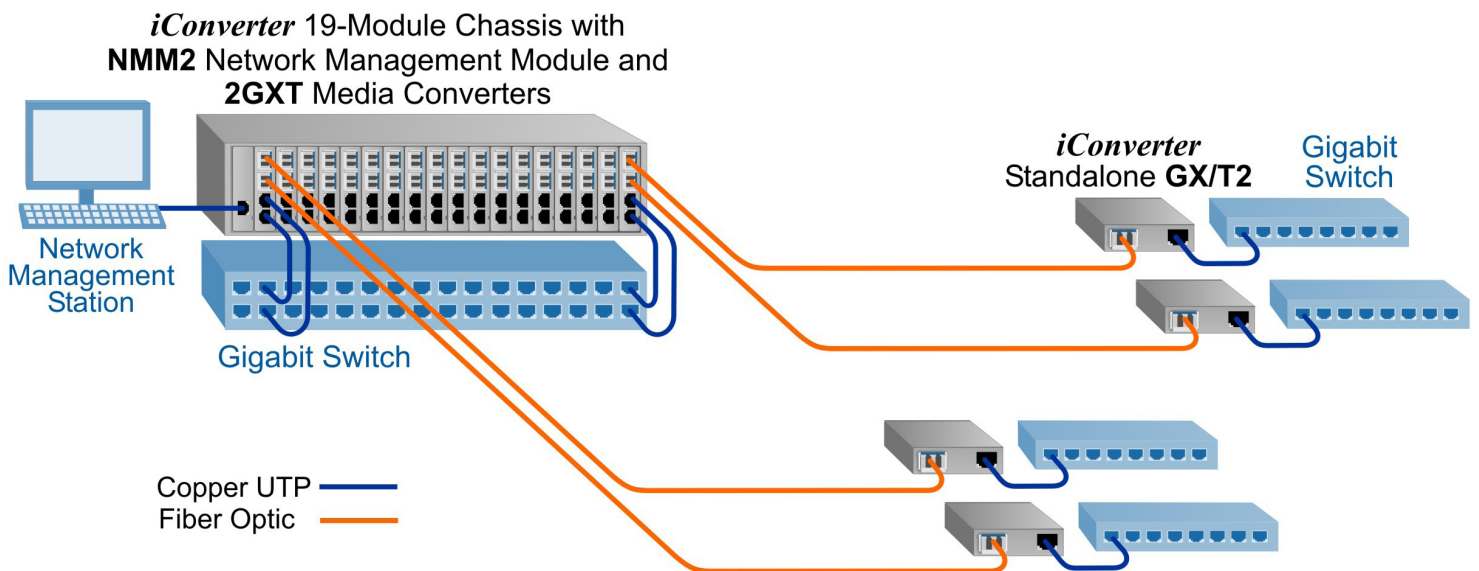 iConverter 19-Module Chassis with
NMM2 Network Management Module and
2GXT Media Converters
Network
Management
Station
Gigabit Switch
iConverter
Standalone GX/T2
Gigabit
Switch
Copper UTP
Fiber Optic